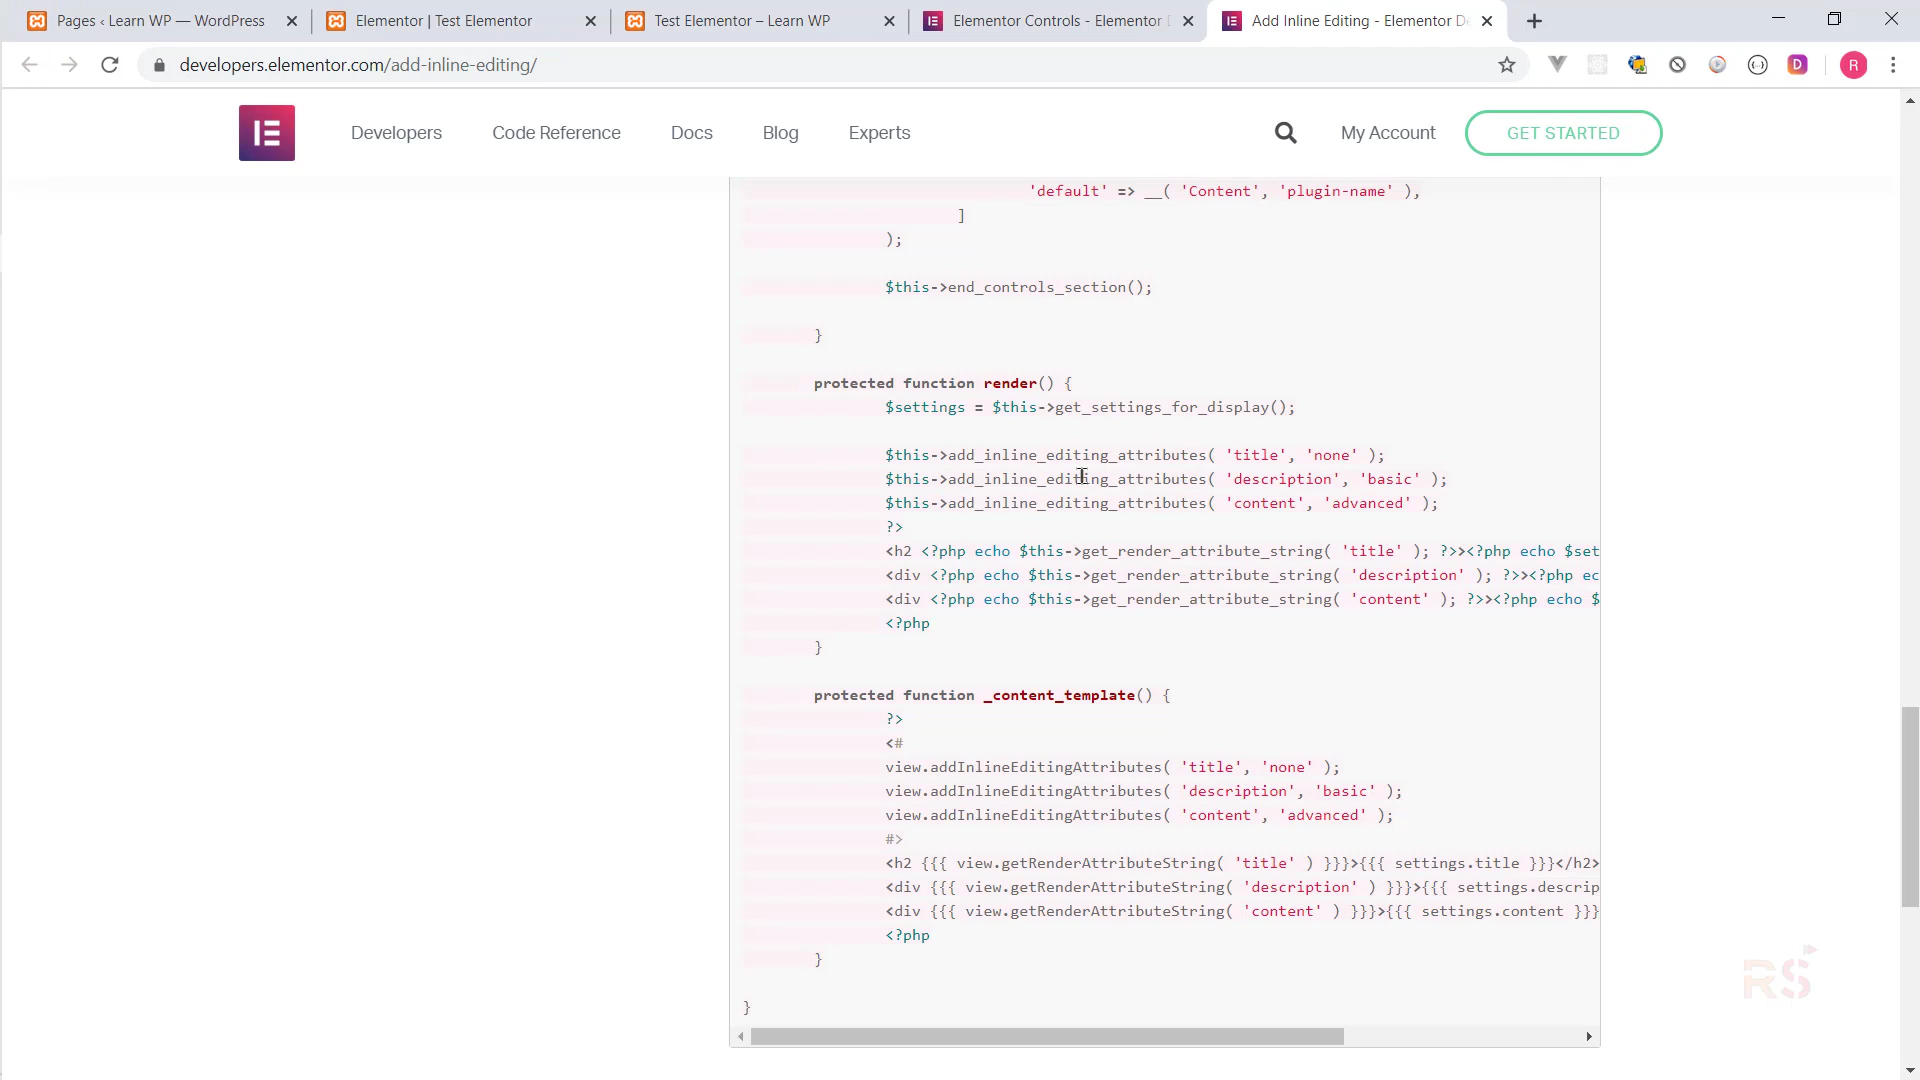 Pages ‹ Learn WP — WordPress
Elementor | Test Elementor
Test Elementor – Learn WP
Elementor Controls - Elementor
Add Inline Editing - Elementor D
developers.elementor.com/add-inline-editing/
D
R
Developers
Code Reference
Docs
Blog
Experts
My Account
GET STARTED
'default' => __( 'Content', 'plugin-name' ),
]
);
$this->end_controls_section();
}
protected function render() {
$settings = $this->get_settings_for_display();
$this->add_inline_editing_attributes( 'title', 'none' );
$this->add_inline_editing_attributes( 'description', 'basic' );
$this->add_inline_editing_attributes( 'content', 'advanced' );
?>
<h2 <?php echo $this->get_render_attribute_string( 'title' ); ?>><?php echo $set
<div <?php echo $this->get_render_attribute_string( 'description' ); ?>><?php ec
<div <?php echo $this->get_render_attribute_string( 'content' ); ?>><?php echo $
<?php
}
protected function _content_template() {
?>
<#
view.addInlineEditingAttributes( 'title', 'none' );
view.addInlineEditingAttributes( 'description', 'basic' );
view.addInlineEditingAttributes( 'content', 'advanced' );
#>
<h2 {{{ view.getRenderAttributeString( 'title' ) }}}>{{{ settings.title }}}</h2>
<div {{{ view.getRenderAttributeString( 'description' ) }}}>{{{ settings.descrip
<div {{{ view.getRenderAttributeString( 'content' ) }}}>{{{ settings.content }}}
<?php
}
}
RS